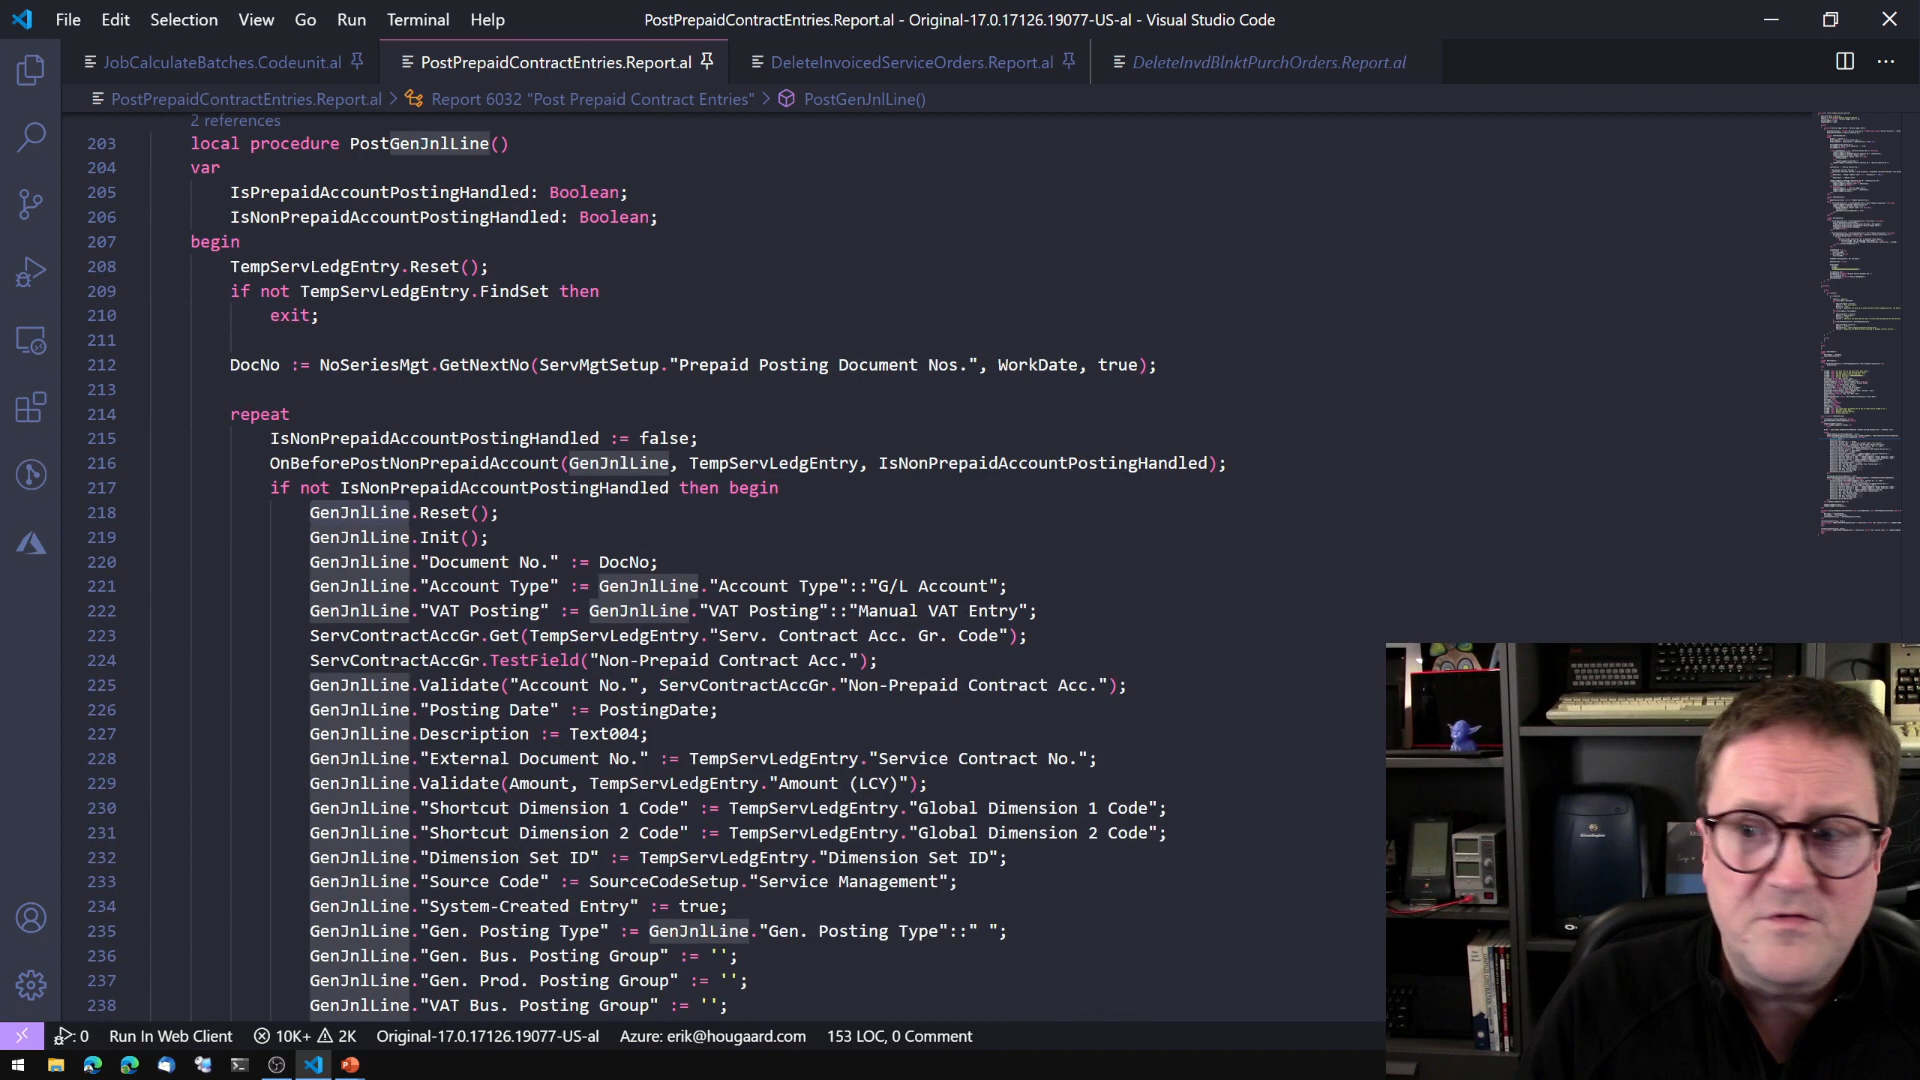 File Edit Selection View Go Run Terminal Help PostPrepaidContractEntries.Report.al - Original-17.0.17126.19077-US-al - Visual Studio Code
JobCalculateBatches.Codeunit.al PostPrepaidContractEntries.Report.al DeleteInvoicedServiceOrders.Report.al DeleteInvdBlnktPurchOrders.Report.al
PostPrepaidContractEntries.Report.al > Report 6032 "Post Prepaid Contract Entries" > PostGenJnlLine()
2 references
203 local procedure PostGenJnlLine()
204 var
205 IsPrepaidAccountPostingHandled: Boolean;
206 IsNonPrepaidAccountPostingHandled: Boolean;
207 begin
208 TempServLedgEntry.Reset();
209 if not TempServLedgEntry.FindSet then
210 exit;
211
212 DocNo := NoSeriesMgt.GetNextNo(ServMgtSetup."Prepaid Posting Document Nos.", WorkDate, true);
213
214 repeat
215 IsNonPrepaidAccountPostingHandled := false;
216 OnBeforePostNonPrepaidAccount(GenJnlLine, TempServLedgEntry, IsNonPrepaidAccountPostingHandled);
217 if not IsNonPrepaidAccountPostingHandled then begin
218 GenJnlLine.Reset();
219 GenJnlLine.Init();
220 GenJnlLine."Document No." := DocNo;
221 GenJnlLine."Account Type" := GenJnlLine."Account Type"::"G/L Account";
222 GenJnlLine."VAT Posting" := GenJnlLine."VAT Posting"::"Manual VAT Entry";
223 ServContractAccGr.Get(TempServLedgEntry."Serv. Contract Acc. Gr. Code");
224 ServContractAccGr.TestField("Non-Prepaid Contract Acc.");
225 GenJnlLine.Validate("Account No.", ServContractAccGr."Non-Prepaid Contract Acc.");
226 GenJnlLine."Posting Date" := PostingDate;
227 GenJnlLine.Description := Text004;
228 GenJnlLine."External Document No." := TempServLedgEntry."Service Contract No.";
229 GenJnlLine.Validate(Amount, TempServLedgEntry."Amount (LCY)");
230 GenJnlLine."Shortcut Dimension 1 Code" := TempServLedgEntry."Global Dimension 1 Code";
231 GenJnlLine."Shortcut Dimension 2 Code" := TempServLedgEntry."Global Dimension 2 Code";
232 GenJnlLine."Dimension Set ID" := TempServLedgEntry."Dimension Set ID";
233 GenJnlLine."Source Code" := SourceCodeSetup."Service Management";
234 GenJnlLine."System-Created Entry" := true;
235 GenJnlLine."Gen. Posting Type" := GenJnlLine."Gen. Posting Type"::" ";
236 GenJnlLine."Gen. Bus. Posting Group" := '';
237 GenJnlLine."Gen. Prod. Posting Group" := '';
238 GenJnlLine."VAT Bus. Posting Group" := '';
0 Run In Web Client 10K+ 2K Original-17.0.17126.19077-US-al Azure: erik@hougaard.com 153 LOC, 0 Comment